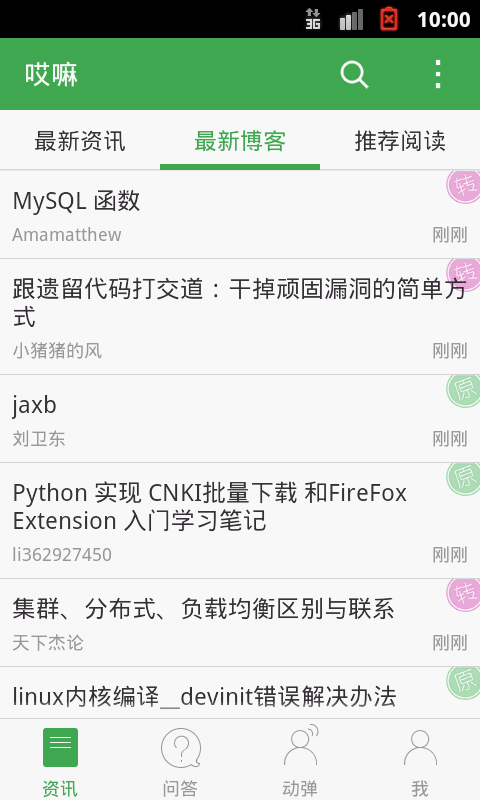 3G 10:00
哎嘛
最新资讯 最新博客 推荐阅读
转
MySQL 函数
Amamatthew 刚刚
转
跟遗留代码打交道：干掉顽固漏洞的简单方
式
小猪猪的风 刚刚
原
jaxb
刘卫东 刚刚
原
Python 实现 CNKI批量下载 和FireFox
Extension 入门学习笔记
li362927450 刚刚
转
集群、分布式、负载均衡区别与联系
天下杰论 刚刚
原
linux内核编译__devinit错误解决办法
资讯 问答 动弹 我